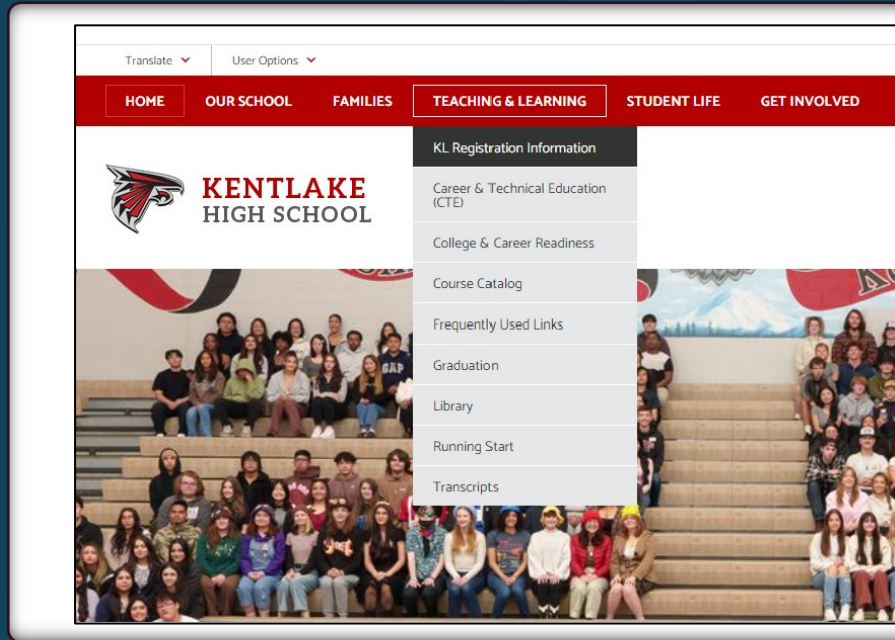 Translate
User Options
HOME
OUR SCHOOL
FAMILIES
TEACHING & LEARNING
STUDENT LIFE
GET INVOLVED
KL Registration Information
Career & Technical Education
(CTE)
College & Career Readiness
Course Catalog
Frequently Used Links
Graduation
Library
Running Start
Transcripts
KENTLAKE
HIGH SCHOOL
GAP